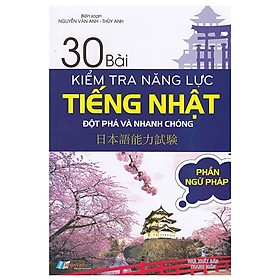 Biên soạn
NGUYỄN VÂN ANH - THÙY ANH
30 Bài
KIỂM TRA NĂNG LỰC
TIẾNG NHẬT
ĐỘT PHÁ VÀ NHANH CHÓNG
日本語能力試験
PHẦN
NGỮ PHÁP
NHÀ XUẤT BẢN THANH NIÊN